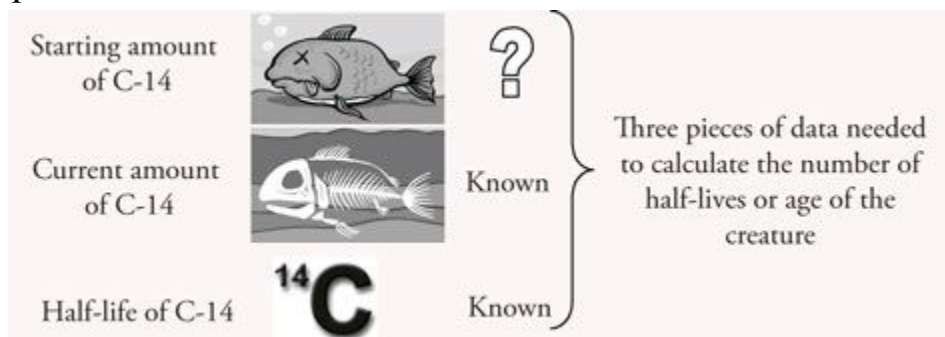 Starting amount
of C-14
?
Current amount
of C-14
Known
Three pieces of data needed
to calculate the number of
half-lives or age of the
creature
Half-life of C-14
14C
Known